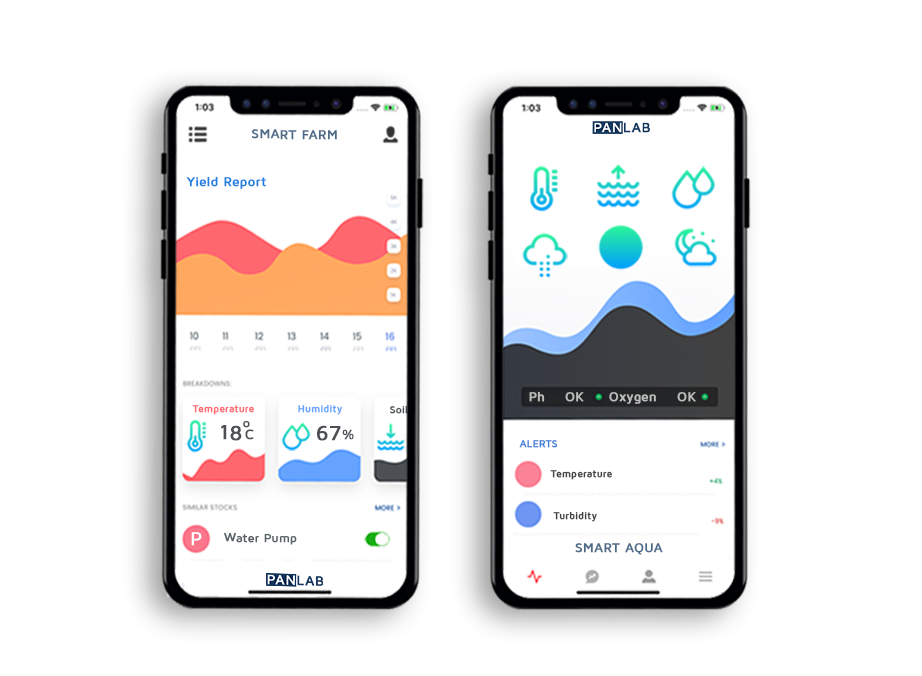 1:03
SMART FARM
Yield Report
5K
4K
3K
2K
1K
10 11 12 13 14 15 16
BREAKDOWNS:
Temperature
18°C
Humidity
67%
Soil
SIMILAR STOCKS
MORE >
P
Water Pump
PANLAB
1:03
PANLAB
Ph OK Oxygen OK
ALERTS
MORE >
Temperature
+4%
Turbidity
-9%
SMART AQUA